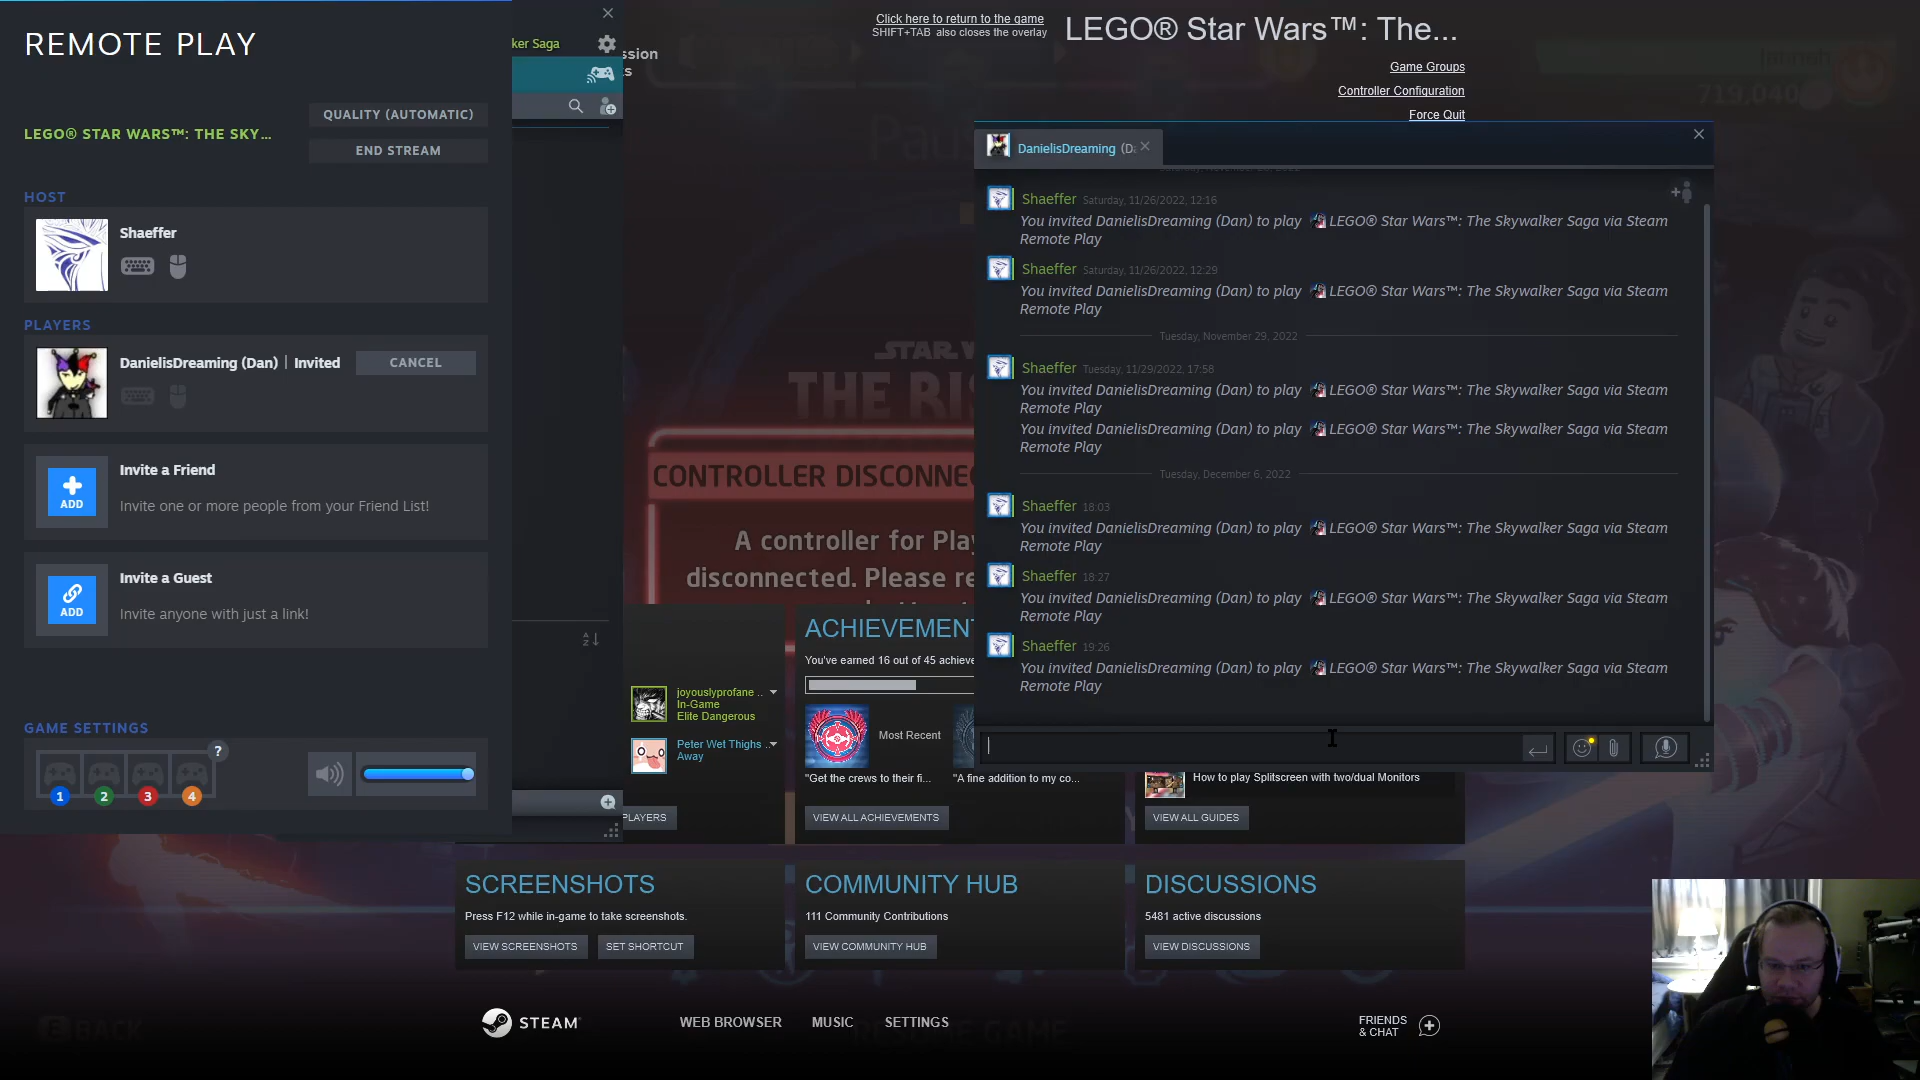 REMOTE PLAY
QUALITY (AUTOMATIC)
LEGO® STAR WARS™: THE SKY...
END STREAM
HOST
Shaeffer
PLAYERS
DanielisDreaming (Dan) | Invited
CANCEL
ADD
Invite a Friend
Invite one or more people from your Friend List!
ADD
Invite a Guest
Invite anyone with just a link!
GAME SETTINGS
?
1
2
3
4
ker Saga
ssion
s
Click here to return to the game
SHIFT+TAB also closes the overlay
LEGO® Star Wars™: The...
Game Groups
Controller Configuration
Force Quit
719,040
Pau
STAR W
THE RIS
CONTROLLER DISCONNEC
A controller for Play
disconnected. Please re
DanielisDreaming (Da
Shaeffer Saturday, 11/26/2022, 12:16
You invited DanielisDreaming (Dan) to play LEGO® Star Wars™: The Skywalker Saga via Steam
Remote Play
Shaeffer Saturday, 11/26/2022, 12:29
You invited DanielisDreaming (Dan) to play LEGO® Star Wars™: The Skywalker Saga via Steam
Remote Play
Tuesday, November 29, 2022
Shaeffer Tuesday, 11/29/2022, 17:58
You invited DanielisDreaming (Dan) to play LEGO® Star Wars™: The Skywalker Saga via Steam
Remote Play
You invited DanielisDreaming (Dan) to play LEGO® Star Wars™: The Skywalker Saga via Steam
Remote Play
Tuesday, December 6, 2022
Shaeffer 18:03
You invited DanielisDreaming (Dan) to play LEGO® Star Wars™: The Skywalker Saga via Steam
Remote Play
Shaeffer 18:27
You invited DanielisDreaming (Dan) to play LEGO® Star Wars™: The Skywalker Saga via Steam
Remote Play
Shaeffer 19:26
You invited DanielisDreaming (Dan) to play LEGO® Star Wars™: The Skywalker Saga via Steam
Remote Play
joyouslyprofane ..
In-Game
Elite Dangerous
Peter Wet Thighs ..
Away
PLAYERS
ACHIEVEMENT
You've earned 16 out of 45 achieve
Most Recent
"Get the crews to their fi...
"A fine addition to my co...
VIEW ALL ACHIEVEMENTS
How to play Splitscreen with two/dual Monitors
VIEW ALL GUIDES
SCREENSHOTS
Press F12 while in-game to take screenshots.
VIEW SCREENSHOTS
SET SHORTCUT
COMMUNITY HUB
111 Community Contributions
VIEW COMMUNITY HUB
DISCUSSIONS
5481 active discussions
VIEW DISCUSSIONS
BACK
STEAM
WEB BROWSER
MUSIC
SETTINGS
FRIENDS
& CHAT